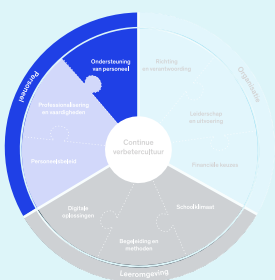 Ondersteuning
van personeel
Richting
en verantwoording
Organisatie
Personeel
Professionalisering
en vaardigheden
Leiderschap
en uitvoering
Continue
verbetercultuur
Personeelsbeleid
Financiële keuzes
Digitale
oplossingen
Schoolklimaat
Begeleiding en
methoden
Leeromgeving